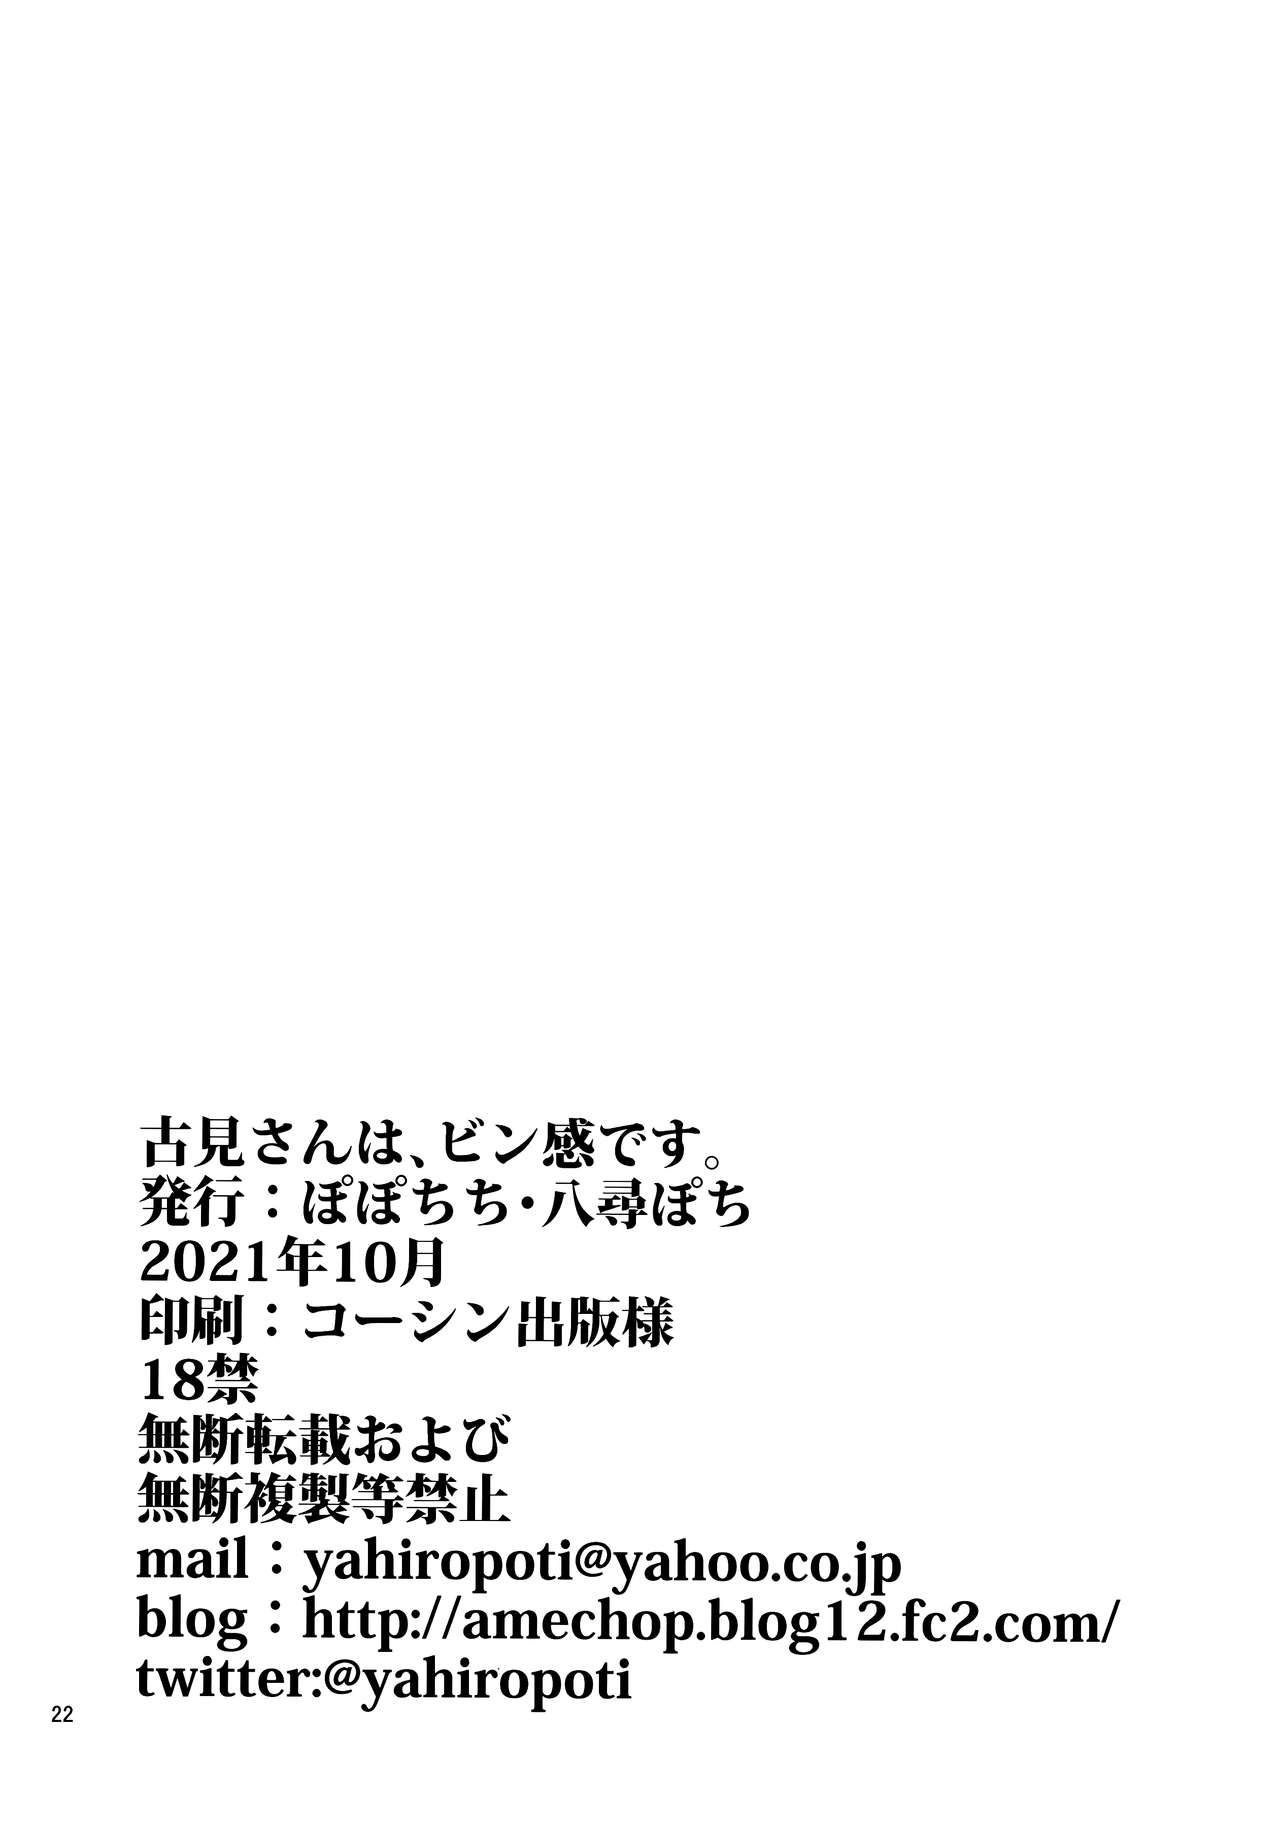 古見さんは、ビン感です。
発行：ぽぽちち・八尋ぽち
2021年10月
印刷：コーシン出版様
18禁
無断転載および
無断複製等禁止
mail：yahiropoti@yahoo.co.jp
blog：http://amechop.blog12.fc2.com/
twitter:@yahiropoti
22